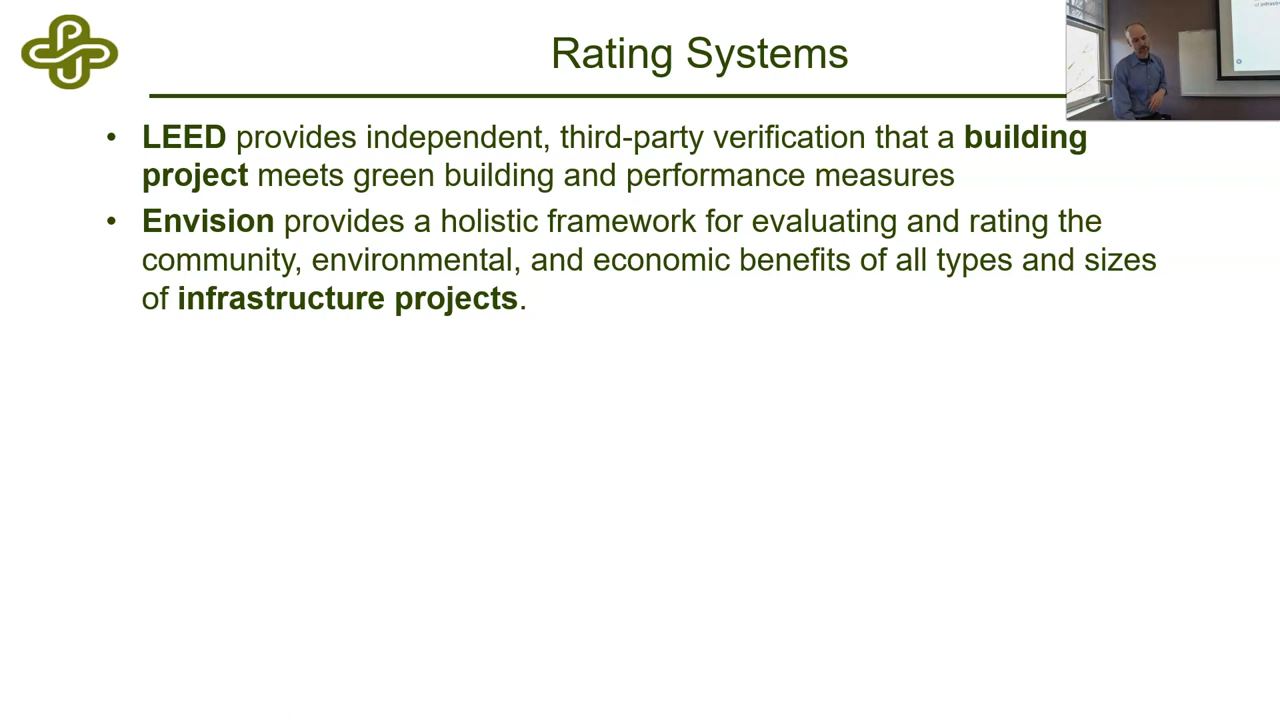 Rating Systems
• LEED provides independent, third-party verification that a building
project meets green building and performance measures
• Envision provides a holistic framework for evaluating and rating the
community, environmental, and economic benefits of all types and sizes
of infrastructure projects.